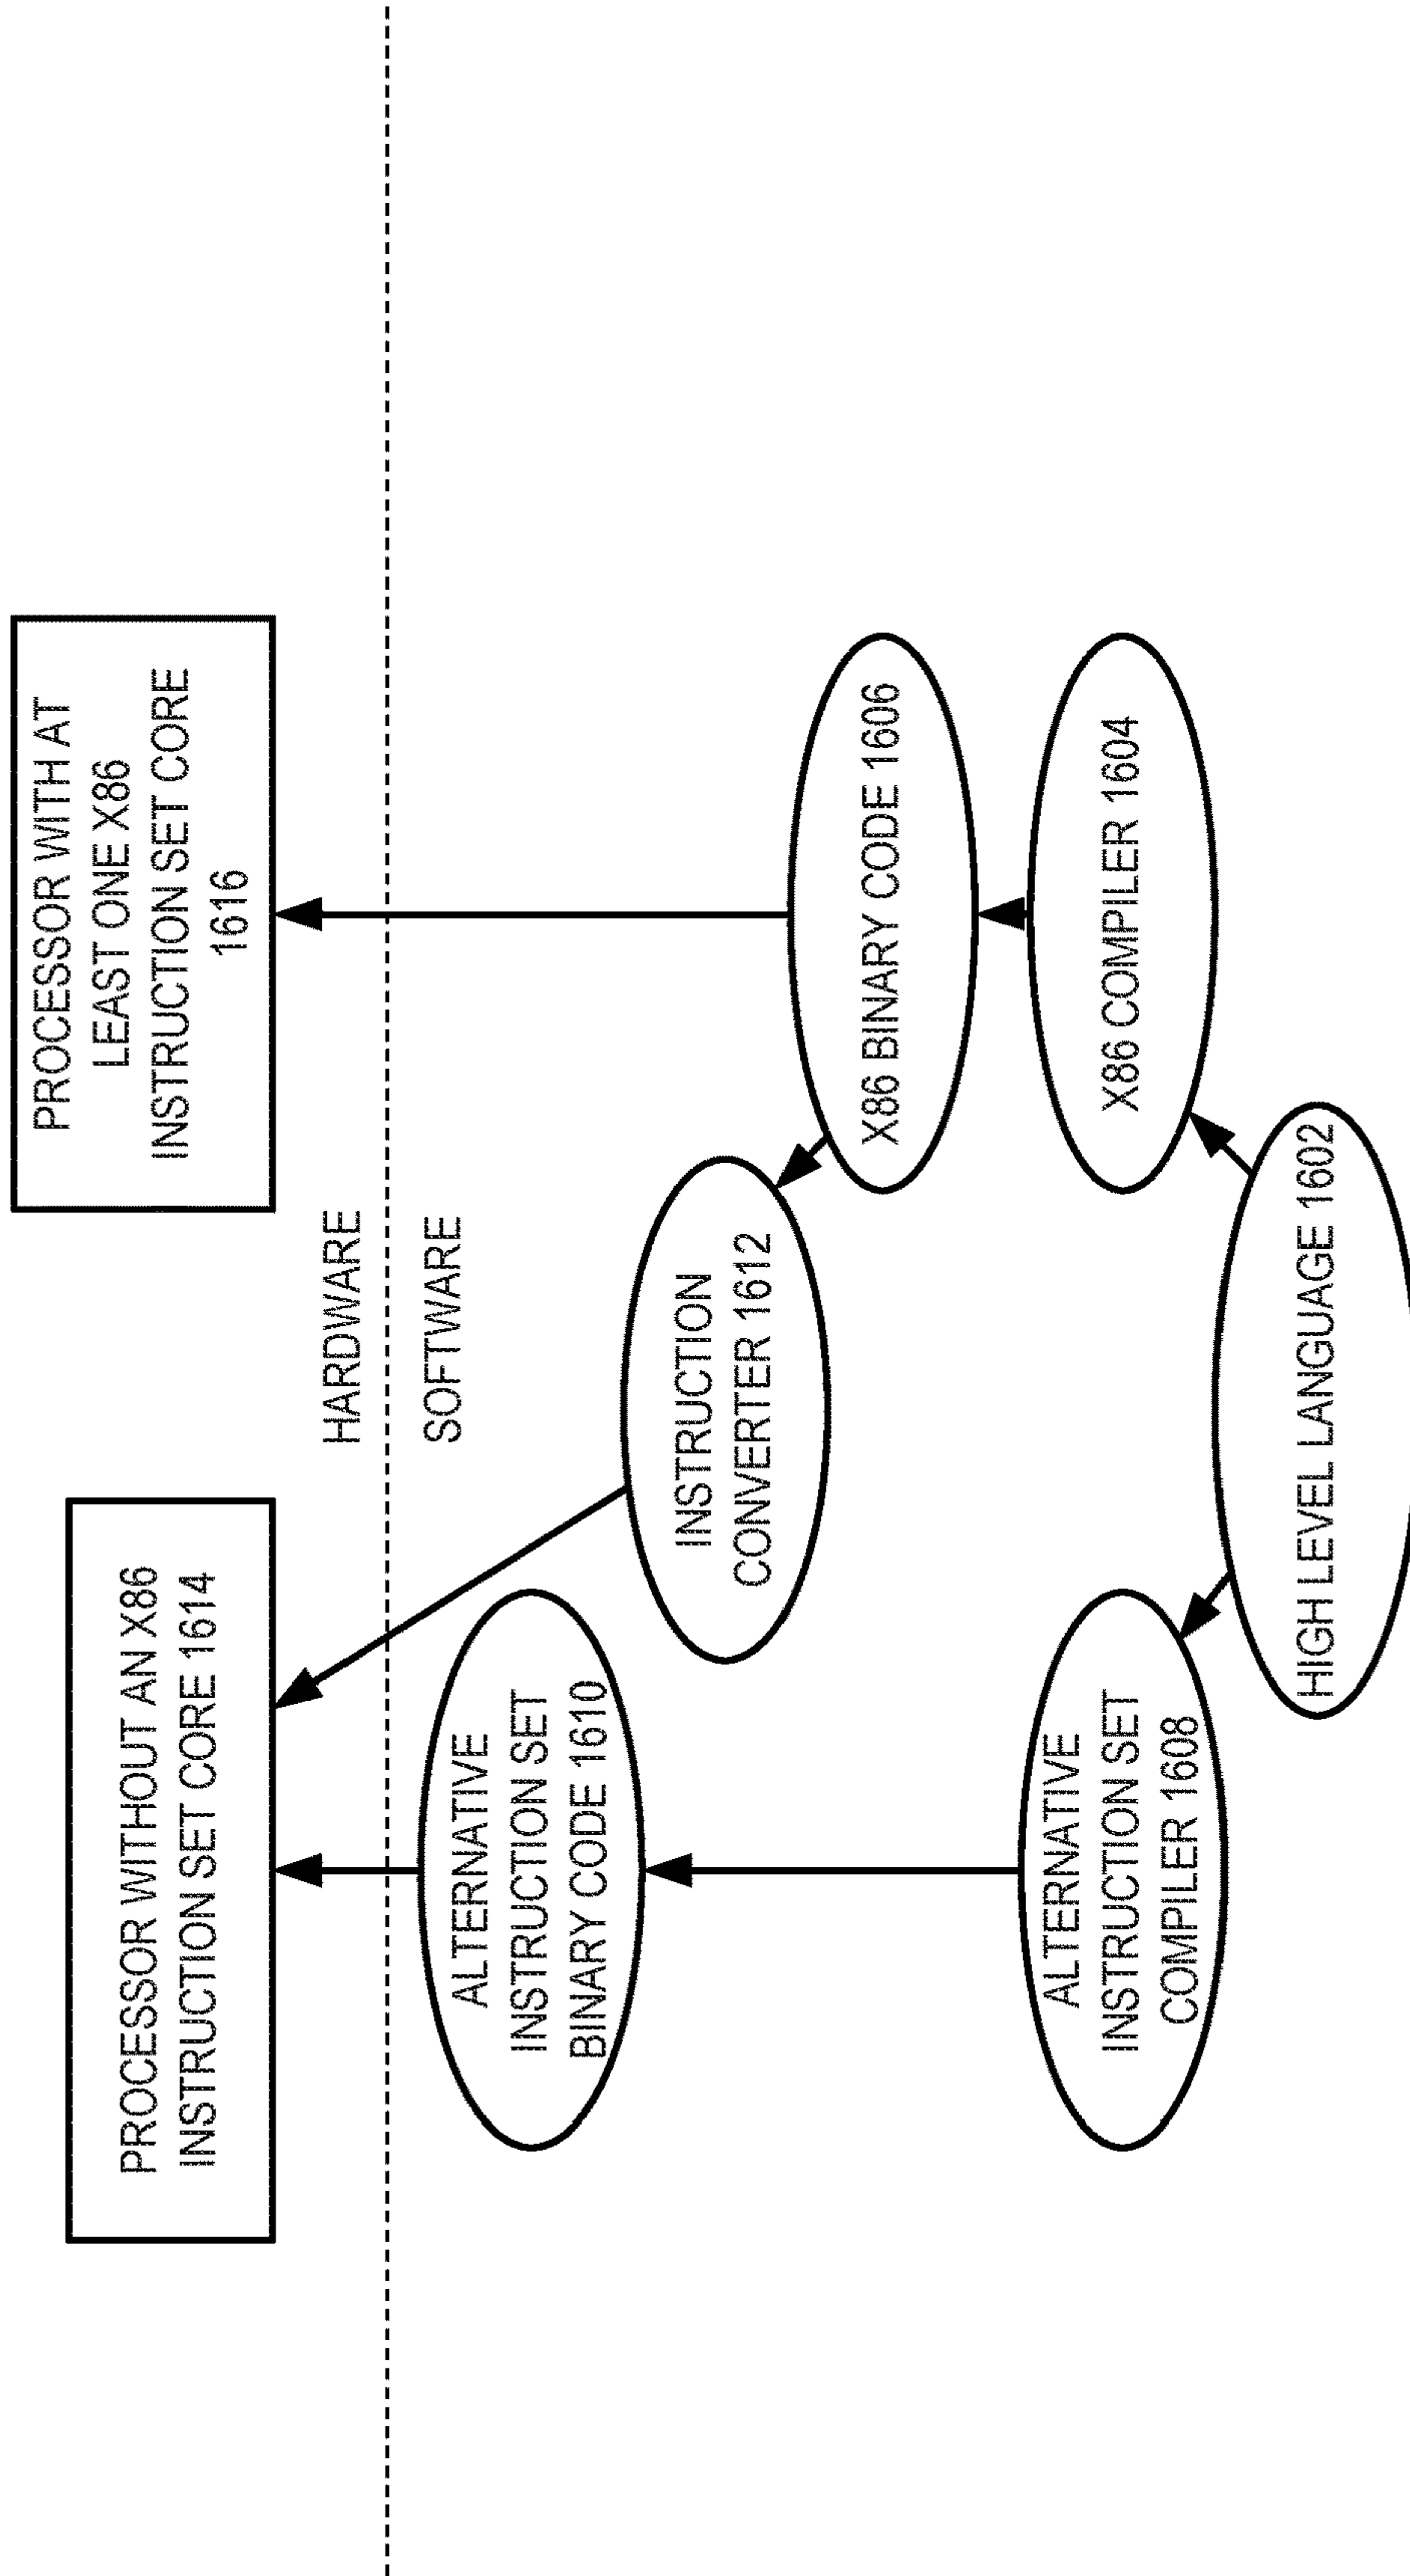 PROCESSOR WITHOUT AN X86
INSTRUCTION SET CORE 1614
PROCESSOR WITH AT
LEAST ONE X86
INSTRUCTION SET CORE
1616
HARDWARE
SOFTWARE
ALTERNATIVE
INSTRUCTION SET
BINARY CODE 1610
INSTRUCTION
CONVERTER 1612
X86 BINARY CODE 1606
ALTERNATIVE
INSTRUCTION SET
COMPILER 1608
X86 COMPILER 1604
HIGH LEVEL LANGUAGE 1602